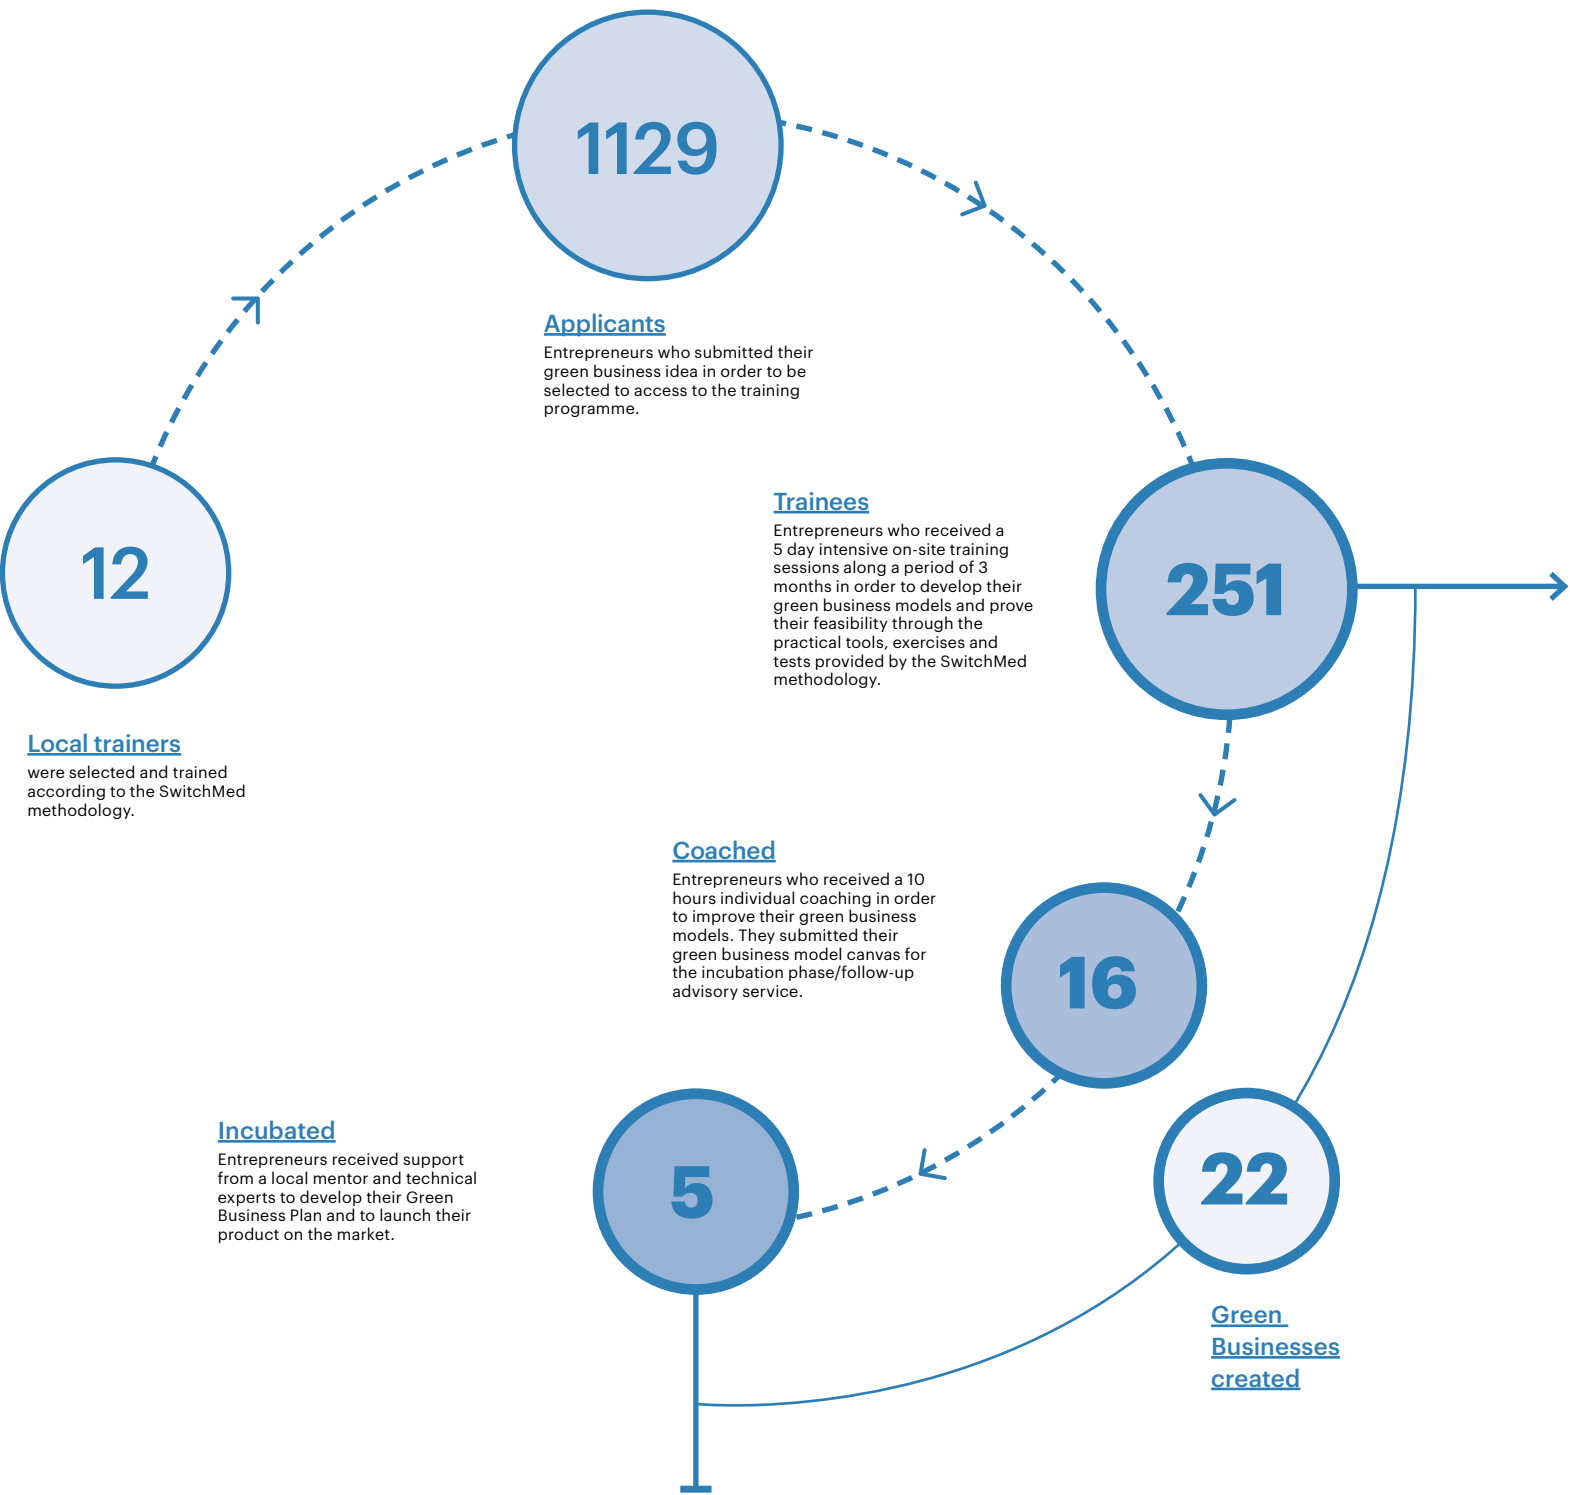 1129
Applicants
Entrepreneurs who submitted their
green business idea in order to be
selected to access to the training
programme.
12
Local trainers
were selected and trained
according to the SwitchMed
methodology.
Trainees
Entrepreneurs who received a
5 day intensive on-site training
sessions along a period of 3
months in order to develop their
green business models and prove
their feasibility through the
practical tools, exercises and
tests provided by the SwitchMed
methodology.
251
Coached
Entrepreneurs who received a 10
hours individual coaching in order
to improve their green business
models. They submitted their
green business model canvas for
the incubation phase/follow-up
advisory service.
16
Incubated
Entrepreneurs received support
from a local mentor and technical
experts to develop their Green
Business Plan and to launch their
product on the market.
5
22
Green
Businesses
created